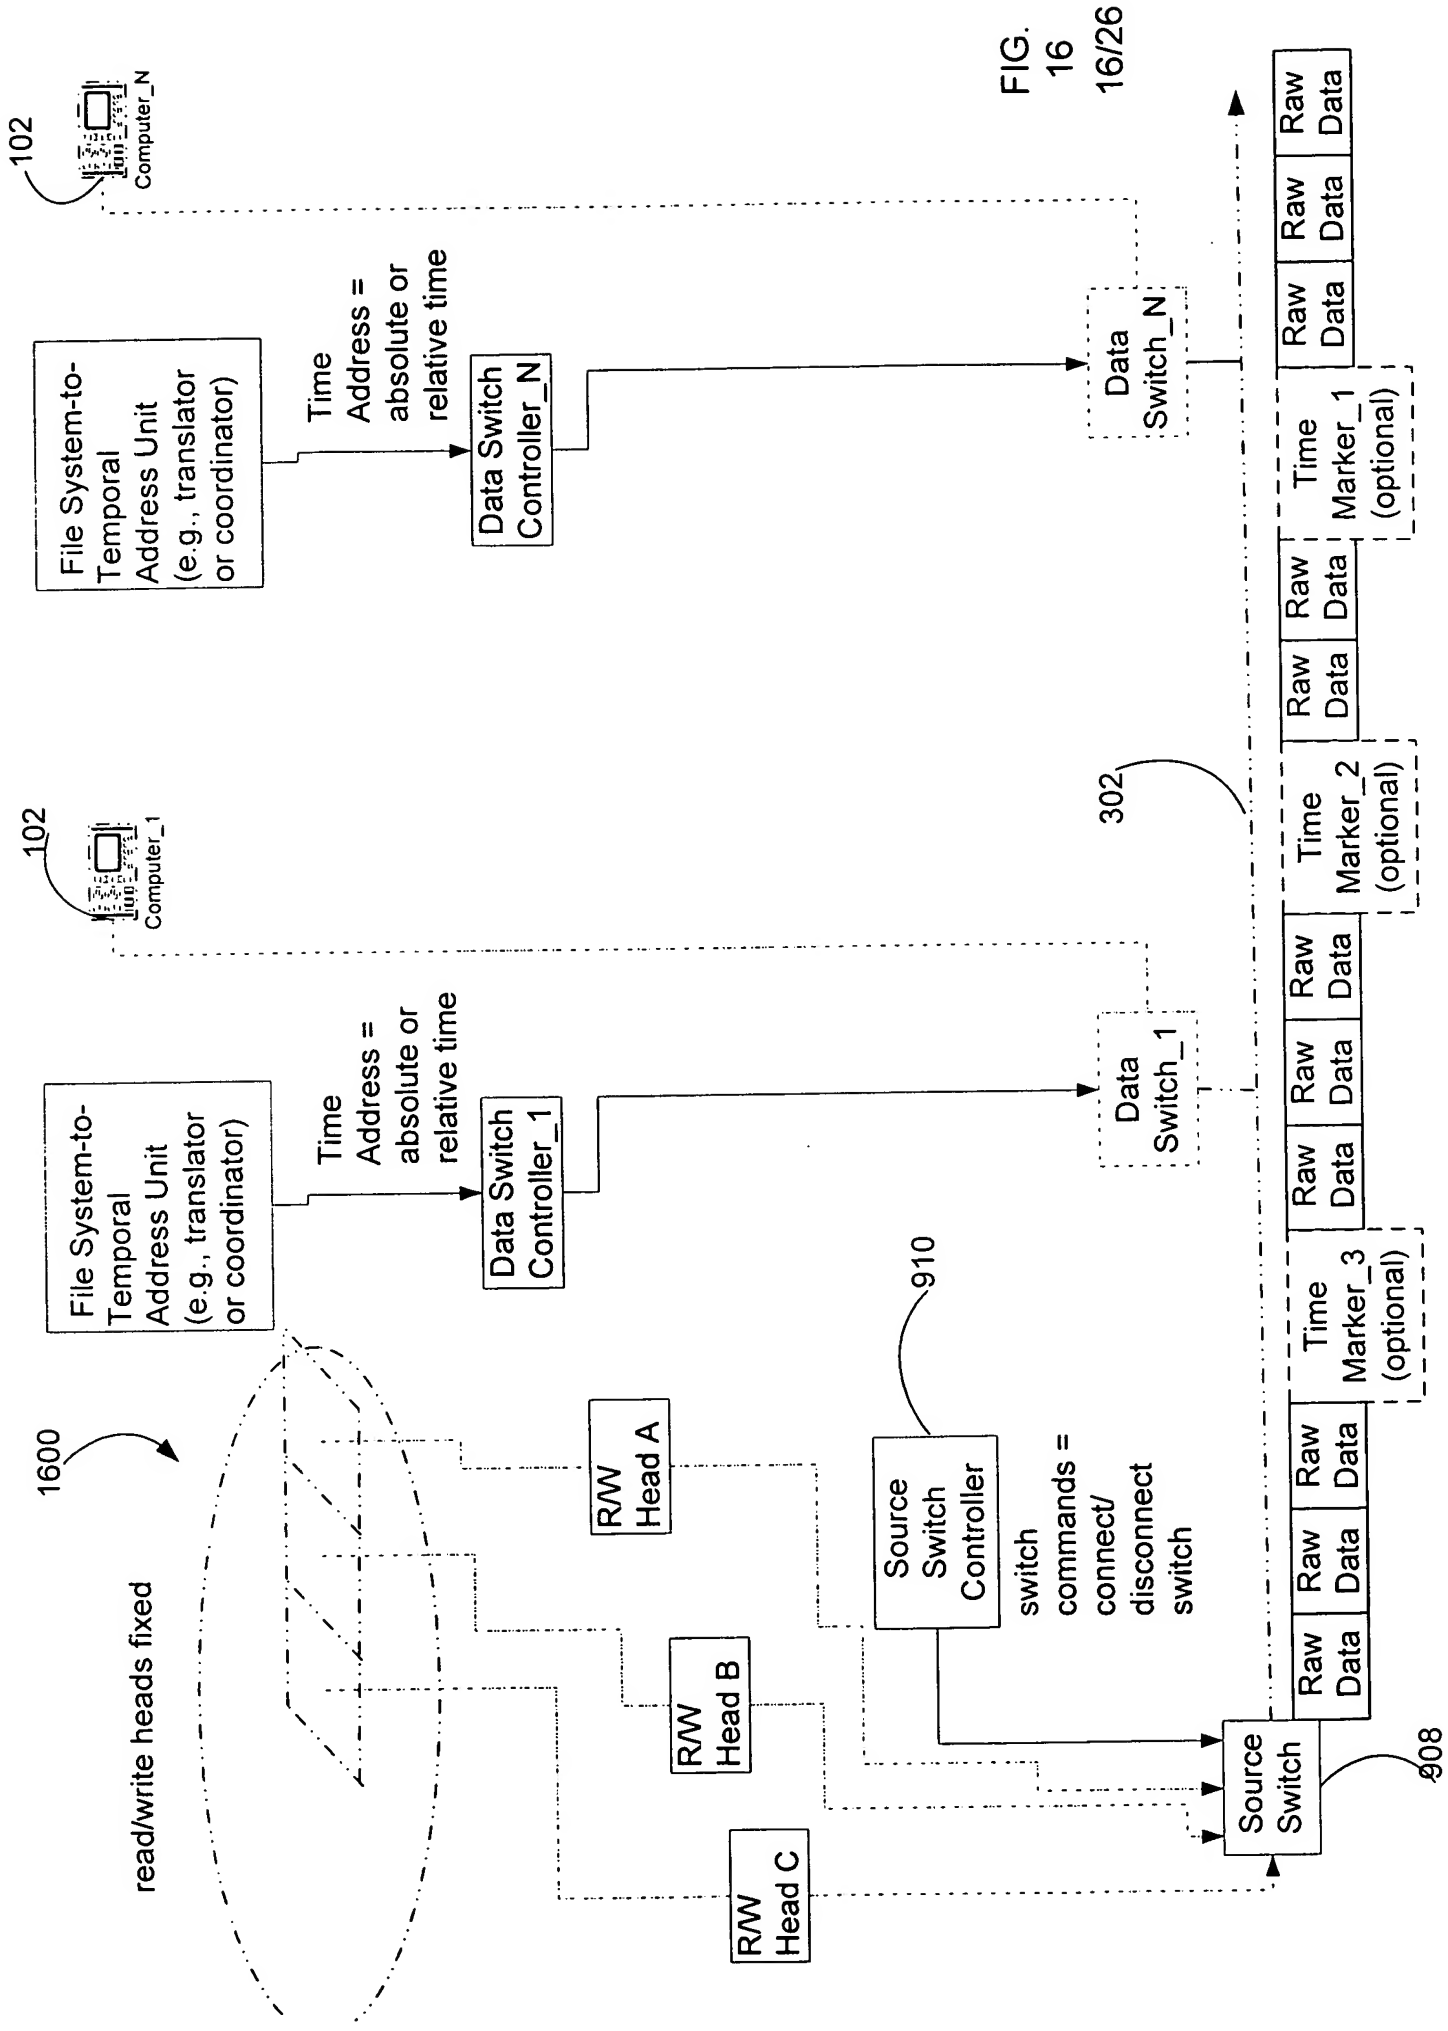 1600
read/write heads fixed
File System-to-
Temporal
Address Unit
(e.g., translator
or coordinator)
102
Computer_1
File System-to-
Temporal
Address Unit
(e.g., translator
or coordinator)
102
Computer_N
Time
Address =
absolute or
relative time
Time
Address =
absolute or
relative time
Data Switch
Controller_1
Data Switch
Controller_N
R/W
Head A
R/W
Head B
R/W
Head C
910
Source
Switch
Controller
switch
commands =
connect/
disconnect
switch
Data
Switch_1
Data
Switch_N
302
FIG.
16
16/26
Source
Switch
908
Raw
Data
Raw
Data
Raw
Data
Time
Marker_3
(optional)
Raw
Data
Raw
Data
Raw
Data
Time
Marker_2
(optional)
Raw
Data
Raw
Data
Time
Marker_1
(optional)
Raw
Data
Raw
Data
Raw
Data